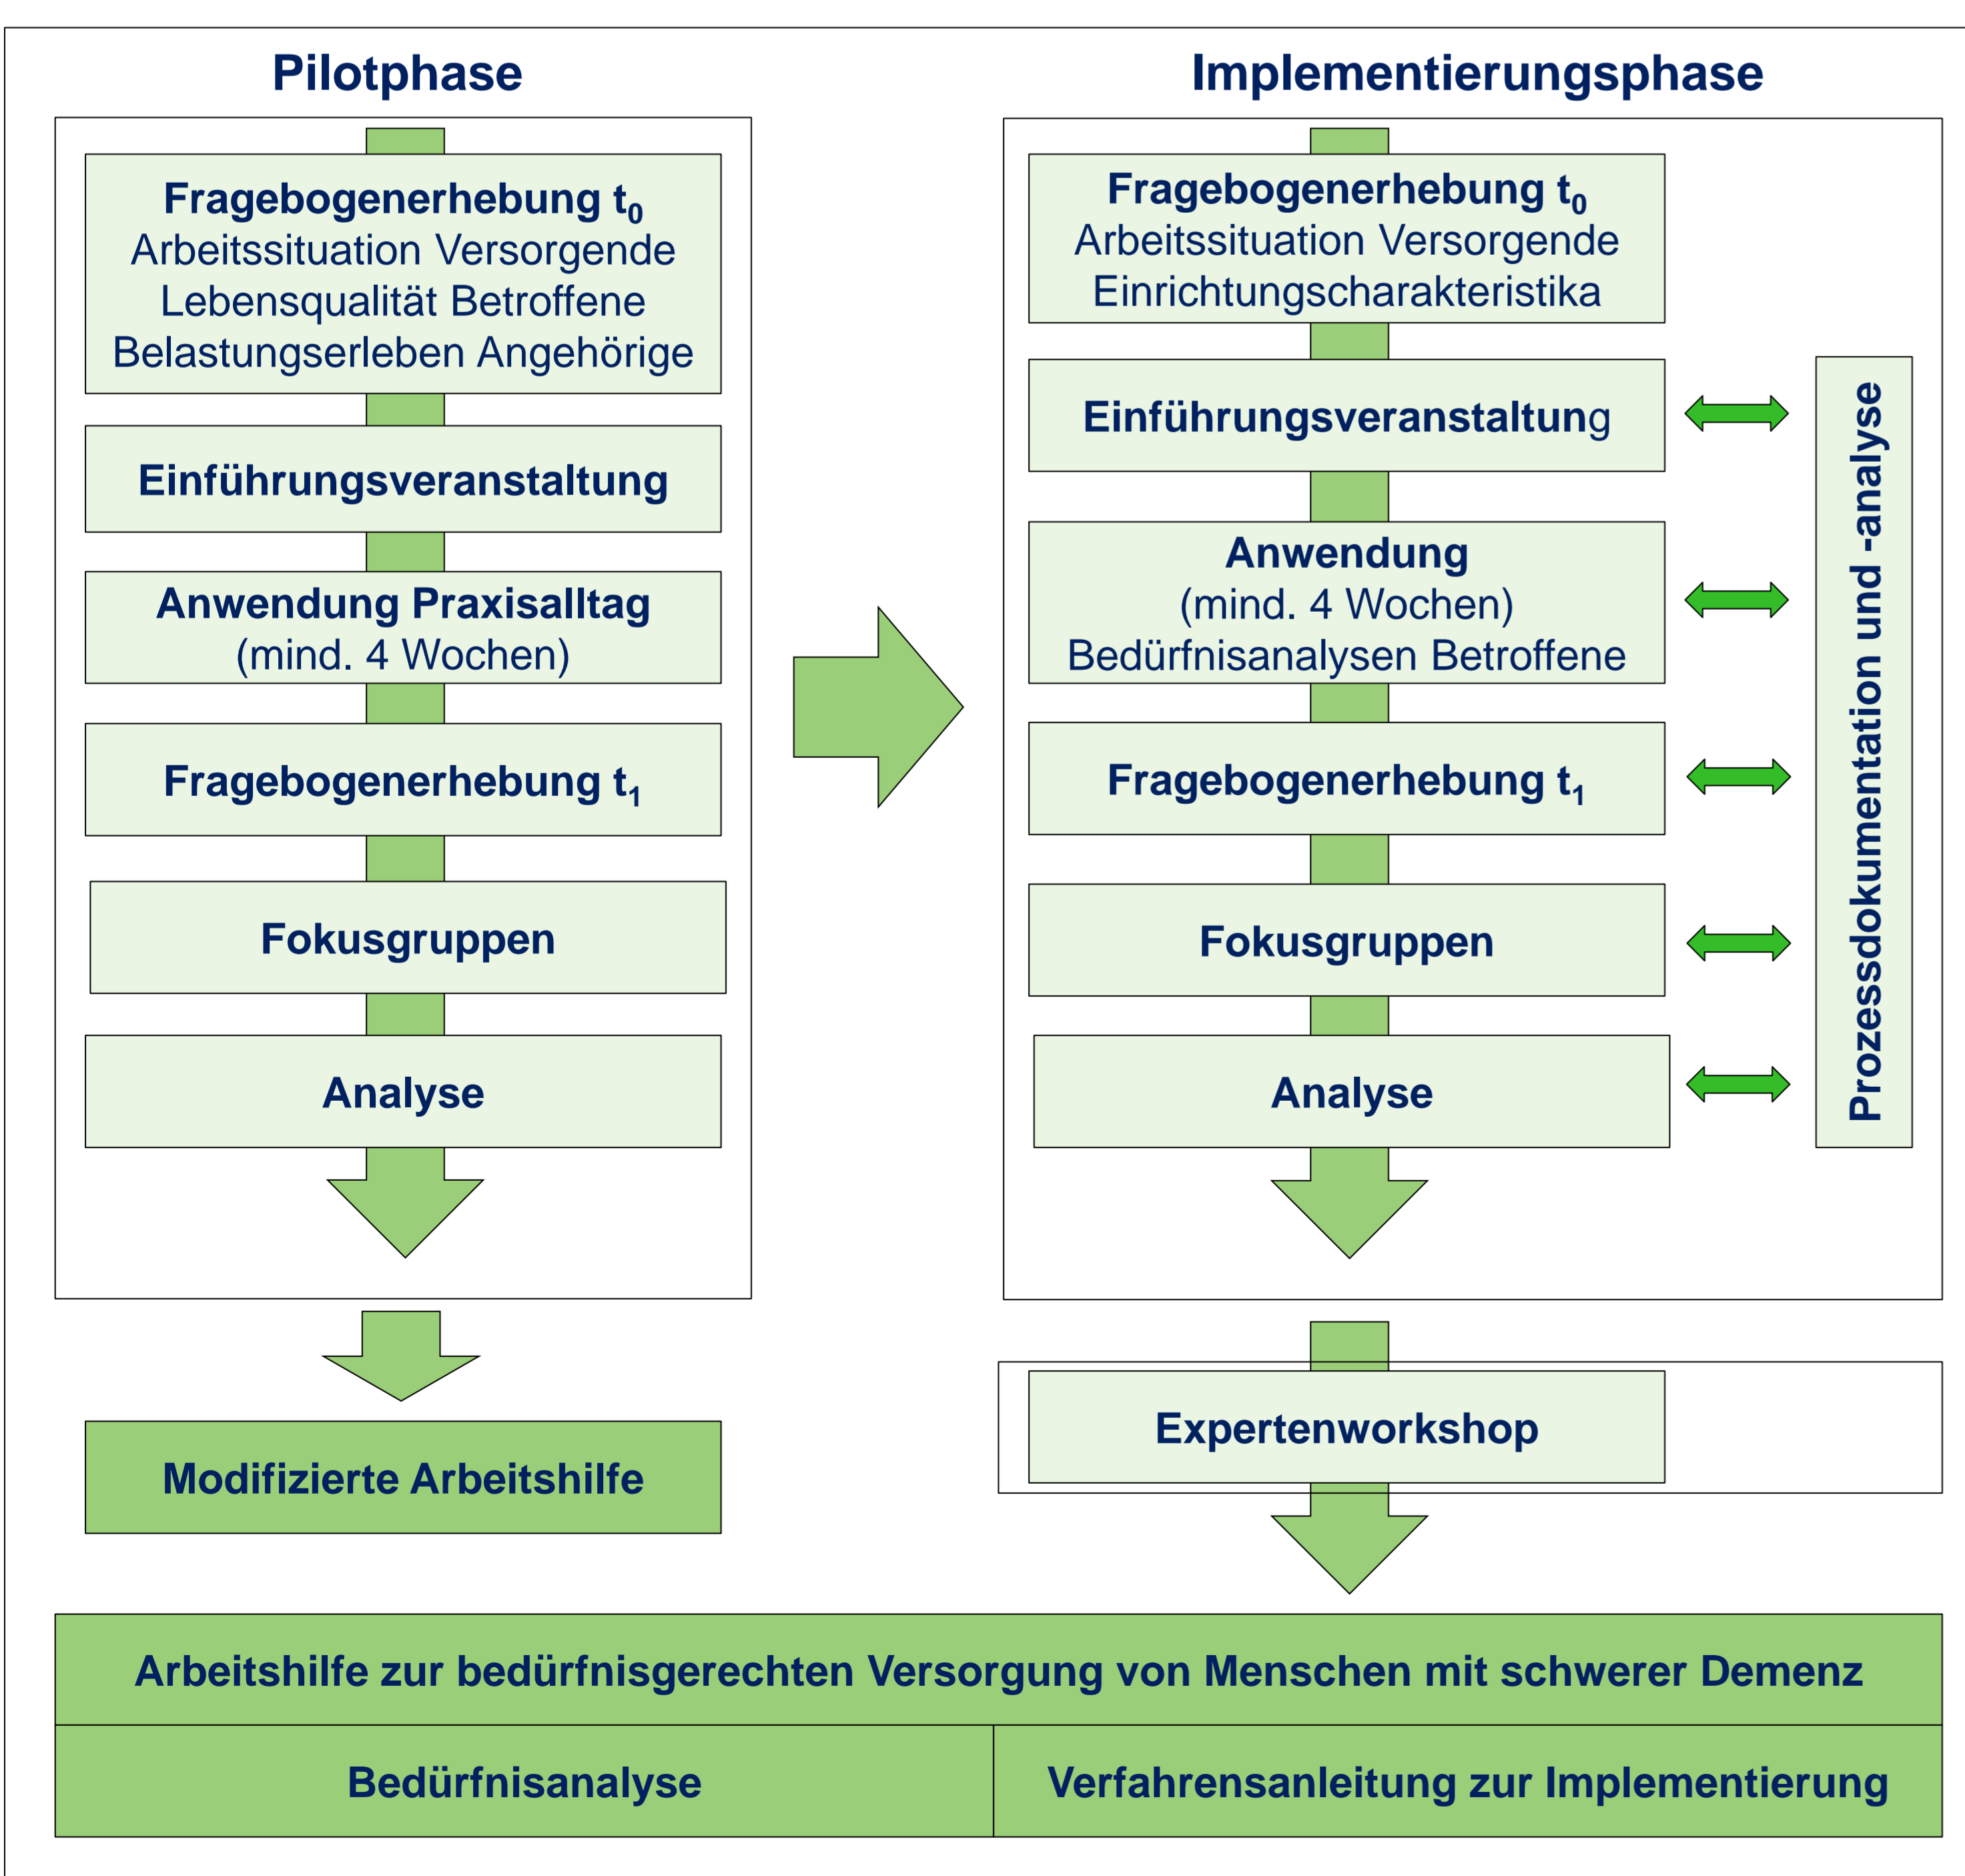 Pilotphase
Fragebogenerhebung t0
Arbeitssituation Versorgende
Lebensqualität Betroffene
Belastungserleben Angehörige
Einführungsveranstaltung
Anwendung Praxisalltag
(mind. 4 Wochen)
Fragebogenerhebung t1
Fokusgruppen
Analyse
Modifizierte Arbeitshilfe
Implementierungsphase
Fragebogenerhebung t0
Arbeitssituation Versorgende
Einrichtungscharakteristika
Einführungsveranstaltung
Anwendung
(mind. 4 Wochen)
Bedürfnisanalysen Betroffene
Fragebogenerhebung t1
Fokusgruppen
Analyse
Prozessdokumentation und -analyse
Expertenworkshop
Arbeitshilfe zur bedürfnisgerechten Versorgung von Menschen mit schwerer Demenz
Bedürfnisanalyse
Verfahrensanleitung zur Implementierung